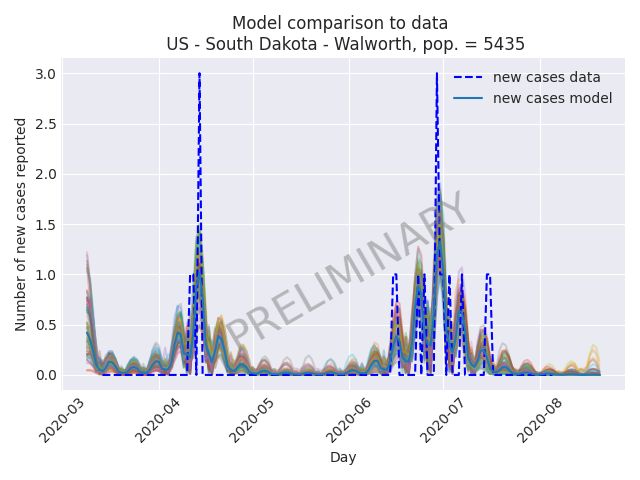 Model comparison to data
US - South Dakota - Walworth, pop. = 5435
new cases data
new cases model
PRELIMINARY
Number of new cases reported
3.0
2.5
2.0
1.5
1.0
0.5
0.0
2020-03
2020-04
2020-05
2020-06
2020-07
2020-08
Day